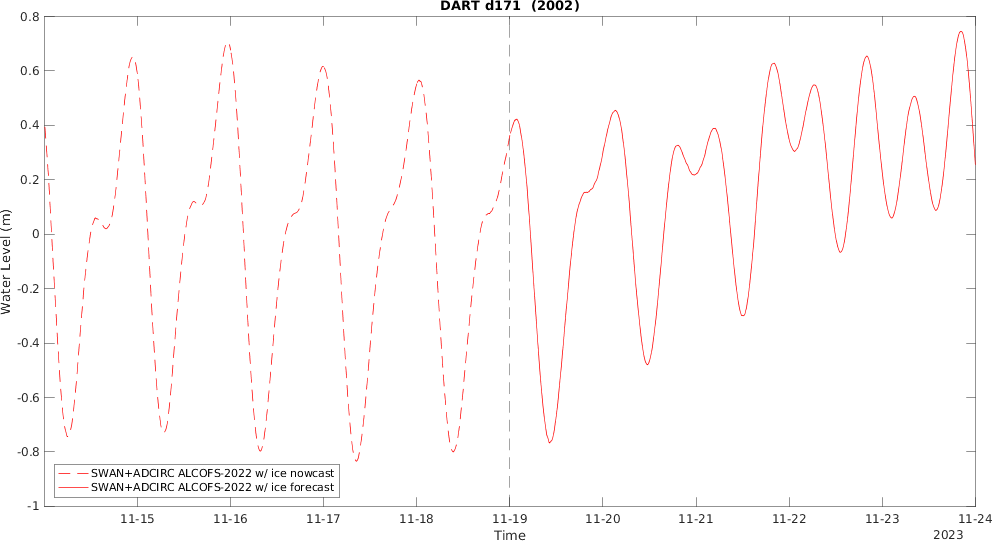 DART d171 (2002)
0.8
0.6
0.4
0.2
0
-0.2
-0.4
-0.6
-0.8
-1
Water Level (m)
SWAN+ADCIRC ALCOFS-2022 w/ ice nowcast
SWAN+ADCIRC ALCOFS-2022 w/ ice forecast
11-15 11-16 11-17 11-18 11-19 11-20 11-21 11-22 11-23 11-24
Time
2023